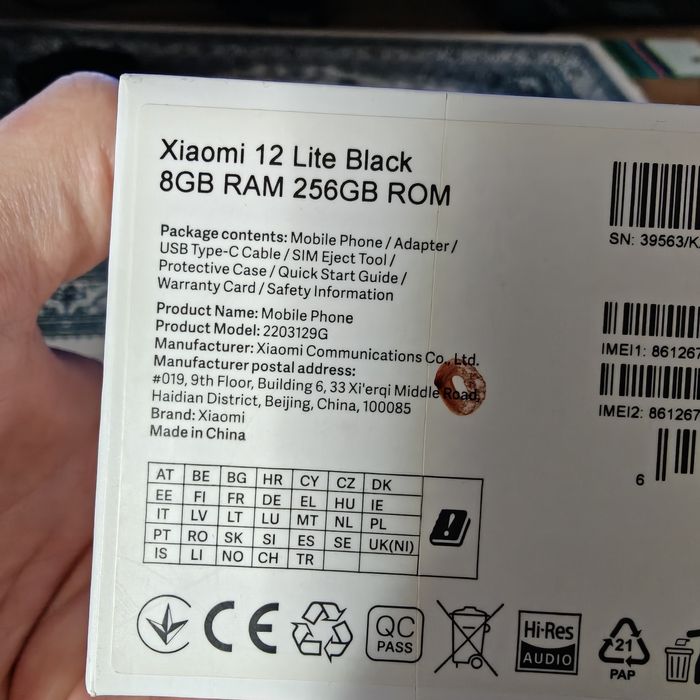 Xiaomi 12 Lite Black
8GB RAM 256GB ROM
Package contents: Mobile Phone / Adapter /
USB Type-C Cable / SIM Eject Tool /
Protective Case / Quick Start Guide /
Warranty Card / Safety Information
Product Name: Mobile Phone
Product Model: 2203129G
Manufacturer: Xiaomi Communications Co., Ltd.
Manufacturer postal address:
#019, 9th Floor, Building 6, 33 Xi'erqi Middle Road,
Haidian District, Beijing, China, 100085
Brand: Xiaomi
Made in China
SN: 39563/K
IMEI1: 861267
IMEI2: 861267
6
AT BE BG HR CY CZ DK
EE FI FR DE EL HU IE
IT LV LT LU MT NL PL
PT RO SK SI ES SE UK(NI)
IS LI NO CH TR
CE
QC
PASS
Hi-Res
AUDIO
21
PAP